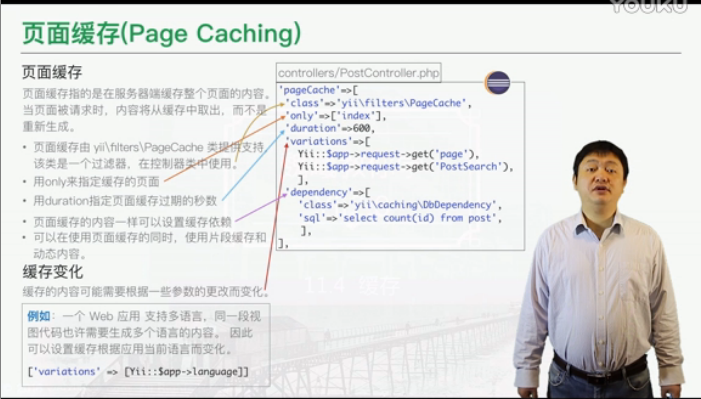 YOUKU
页面缓存(Page Caching)
页面缓存
页面缓存指的是在服务器端缓存整个页面的内容。
当页面被请求时，内容将从缓存中取出，而不是
重新生成。
• 页面缓存由 yii\filters\PageCache 类提供支持,
该类是一个过滤器，在控制器类中使用。
• 用only来指定缓存的页面
• 用duration指定页面缓存过期的秒数
• 页面缓存的内容一样可以设置缓存依赖
• 可以在使用页面缓存的同时，使用片段缓存和
动态内容。
缓存变化
缓存的内容可能需要根据一些参数的更改而变化。
例如：一个 Web 应用 支持多语言，同一段视
图代码也许需要生成多个语言的内容。 因此
可以设置缓存根据应用当前语言而变化。
['variations' => [Yii::$app->language]]
controllers/PostController.php
'pageCache'=>[
'class'=>'yii\filters\PageCache',
'only'=>['index'],
'duration'=>600,
'variations'=>[
Yii::$app->request->get('page'),
Yii::$app->request->get('PostSearch'),
],
'dependency'=>[
'class'=>'yii\caching\DbDependency',
'sql'=>'select count(id) from post',
],
],
11.4 缓存